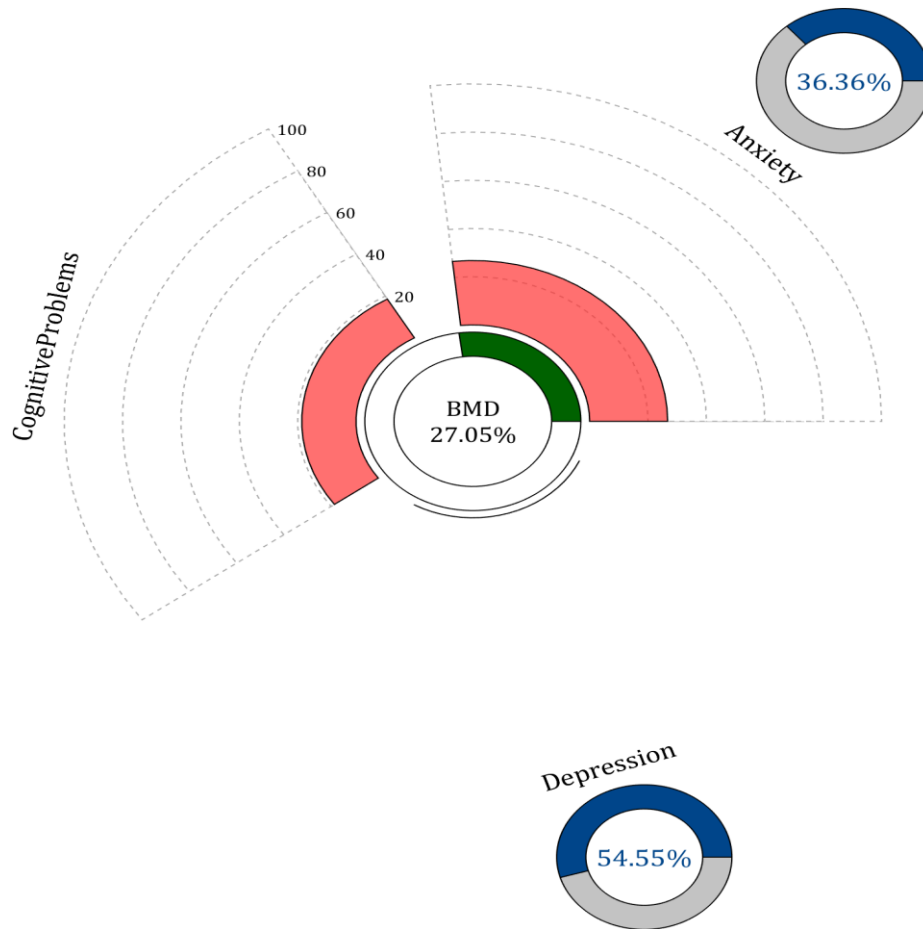 36.36%
Anxiety
100
80
60
40
20
CognitiveProblems
BMD
27.05%
Depression
54.55%